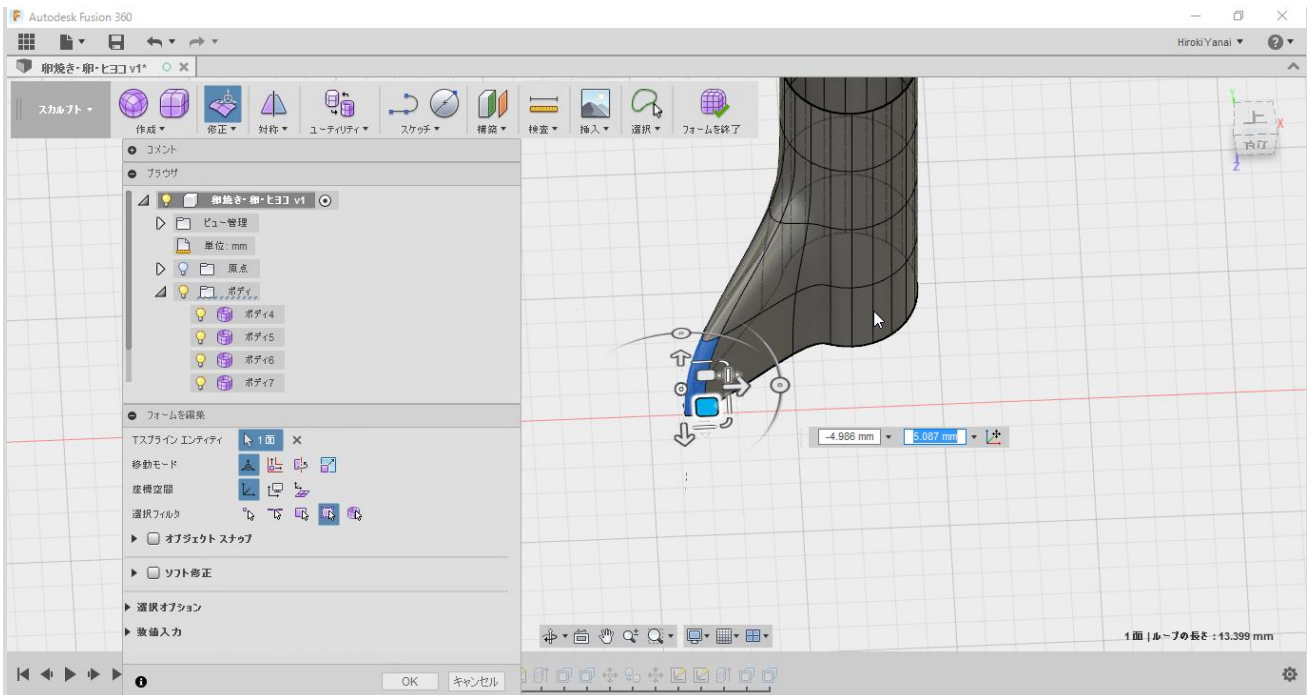 Autodesk Fusion 360
Hiroki Yanai
卵焼き・卵・ヒヨコ v1*
スカルプト
作成 修正 対称 ユーティリティ スケッチ 構築 検査 挿入 選択 フォームを終了
コメント
ブラウザ
卵焼き・卵・ヒヨコ v1
ビュー管理
単位: mm
原点
ボディ
ボディ4
ボディ5
ボディ6
ボディ7
フォームを編集
Tスプライン エンティティ 1 面
移動モード
座標空間
選択フィルタ
オブジェクト スナップ
ソフト修正
選択オプション
数値入力
OK キャンセル
上
Y
X
Z
-4.986 mm 5.087 mm
1 面 | ループの長さ : 13.399 mm